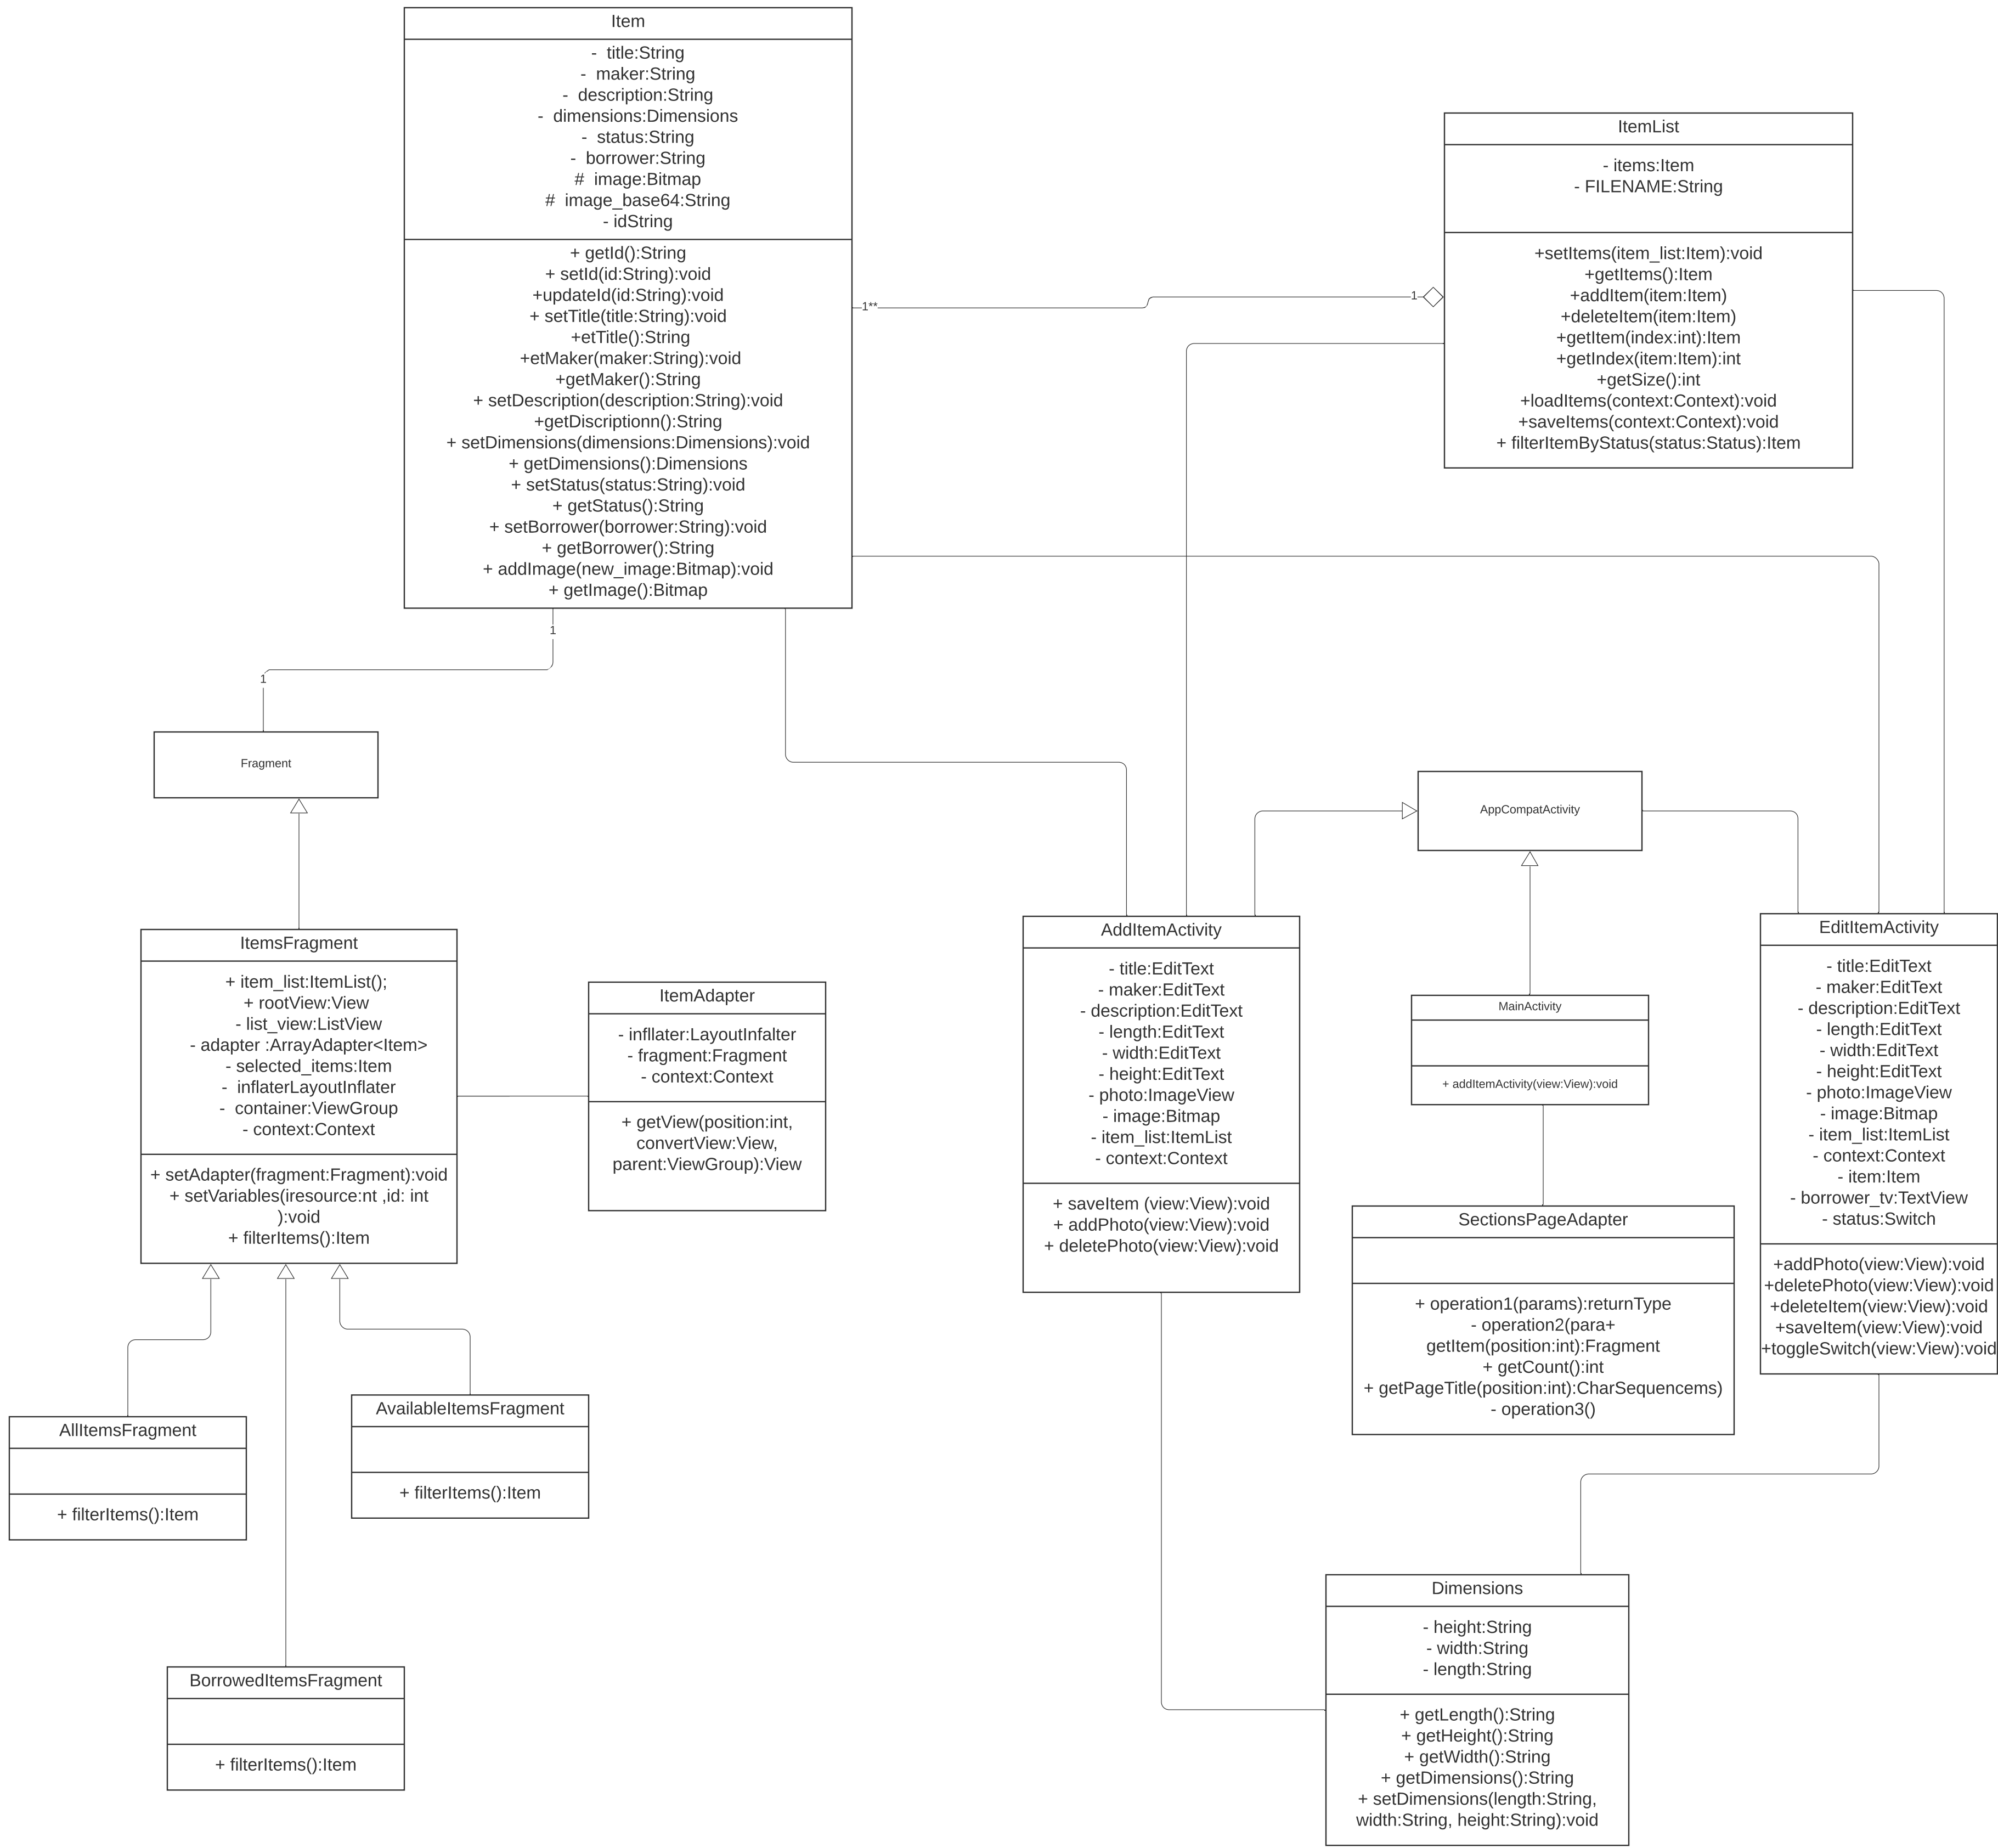 Item
-  title:String
-  maker:String
-  description:String
-  dimensions:Dimensions
-  status:String
-  borrower:String
#  image:Bitmap
#  image_base64:String
- idString
+ getId():String
+ setId(id:String):void
+updateId(id:String):void
+ setTitle(title:String):void
+etTitle():String
+etMaker(maker:String):void
+getMaker():String
+ setDescription(description:String):void
+getDiscriptionn():String
+ setDimensions(dimensions:Dimensions):void
+ getDimensions():Dimensions
+ setStatus(status:String):void
+ getStatus():String
+ setBorrower(borrower:String):void
+ getBorrower():String
+ addImage(new_image:Bitmap):void
+ getImage():Bitmap
ItemList
- items:Item
- FILENAME:String
+setItems(item_list:Item):void
+getItems():Item
+addItem(item:Item)
+deleteItem(item:Item)
+getItem(index:int):Item
+getIndex(item:Item):int
+getSize():int
+loadItems(context:Context):void
+saveItems(context:Context):void
+ filterItemByStatus(status:Status):Item
1**
1
1
1
Fragment
AppCompatActivity
ItemsFragment
+ item_list:ItemList();
+ rootView:View
- list_view:ListView
- adapter :ArrayAdapter<Item>
- selected_items:Item
-  inflaterLayoutInflater
-  container:ViewGroup
- context:Context
+ setAdapter(fragment:Fragment):void
+ setVariables(iresource:nt ,id: int
):void
+ filterItems():Item
ItemAdapter
- infllater:LayoutInfalter
- fragment:Fragment
- context:Context
+ getView(position:int,
convertView:View,
parent:ViewGroup):View
AddItemActivity
- title:EditText
- maker:EditText
- description:EditText
- length:EditText
- width:EditText
- height:EditText
- photo:ImageView
- image:Bitmap
- item_list:ItemList
- context:Context
+ saveItem (view:View):void
+ addPhoto(view:View):void
+ deletePhoto(view:View):void
MainActivity
+ addItemActivity(view:View):void
EditItemActivity
- title:EditText
- maker:EditText
- description:EditText
- length:EditText
- width:EditText
- height:EditText
- photo:ImageView
- image:Bitmap
- item_list:ItemList
- context:Context
- item:Item
- borrower_tv:TextView
- status:Switch
+addPhoto(view:View):void
+deletePhoto(view:View):void
+deleteItem(view:View):void
+saveItem(view:View):void
+toggleSwitch(view:View):void
SectionsPageAdapter
+ operation1(params):returnType
- operation2(para+
getItem(position:int):Fragment
+ getCount():int
+ getPageTitle(position:int):CharSequencems)
- operation3()
AllItemsFragment
+ filterItems():Item
AvailableItemsFragment
+ filterItems():Item
BorrowedItemsFragment
+ filterItems():Item
Dimensions
- height:String
- width:String
- length:String
+ getLength():String
+ getHeight():String
+ getWidth():String
+ getDimensions():String
+ setDimensions(length:String,
width:String, height:String):void